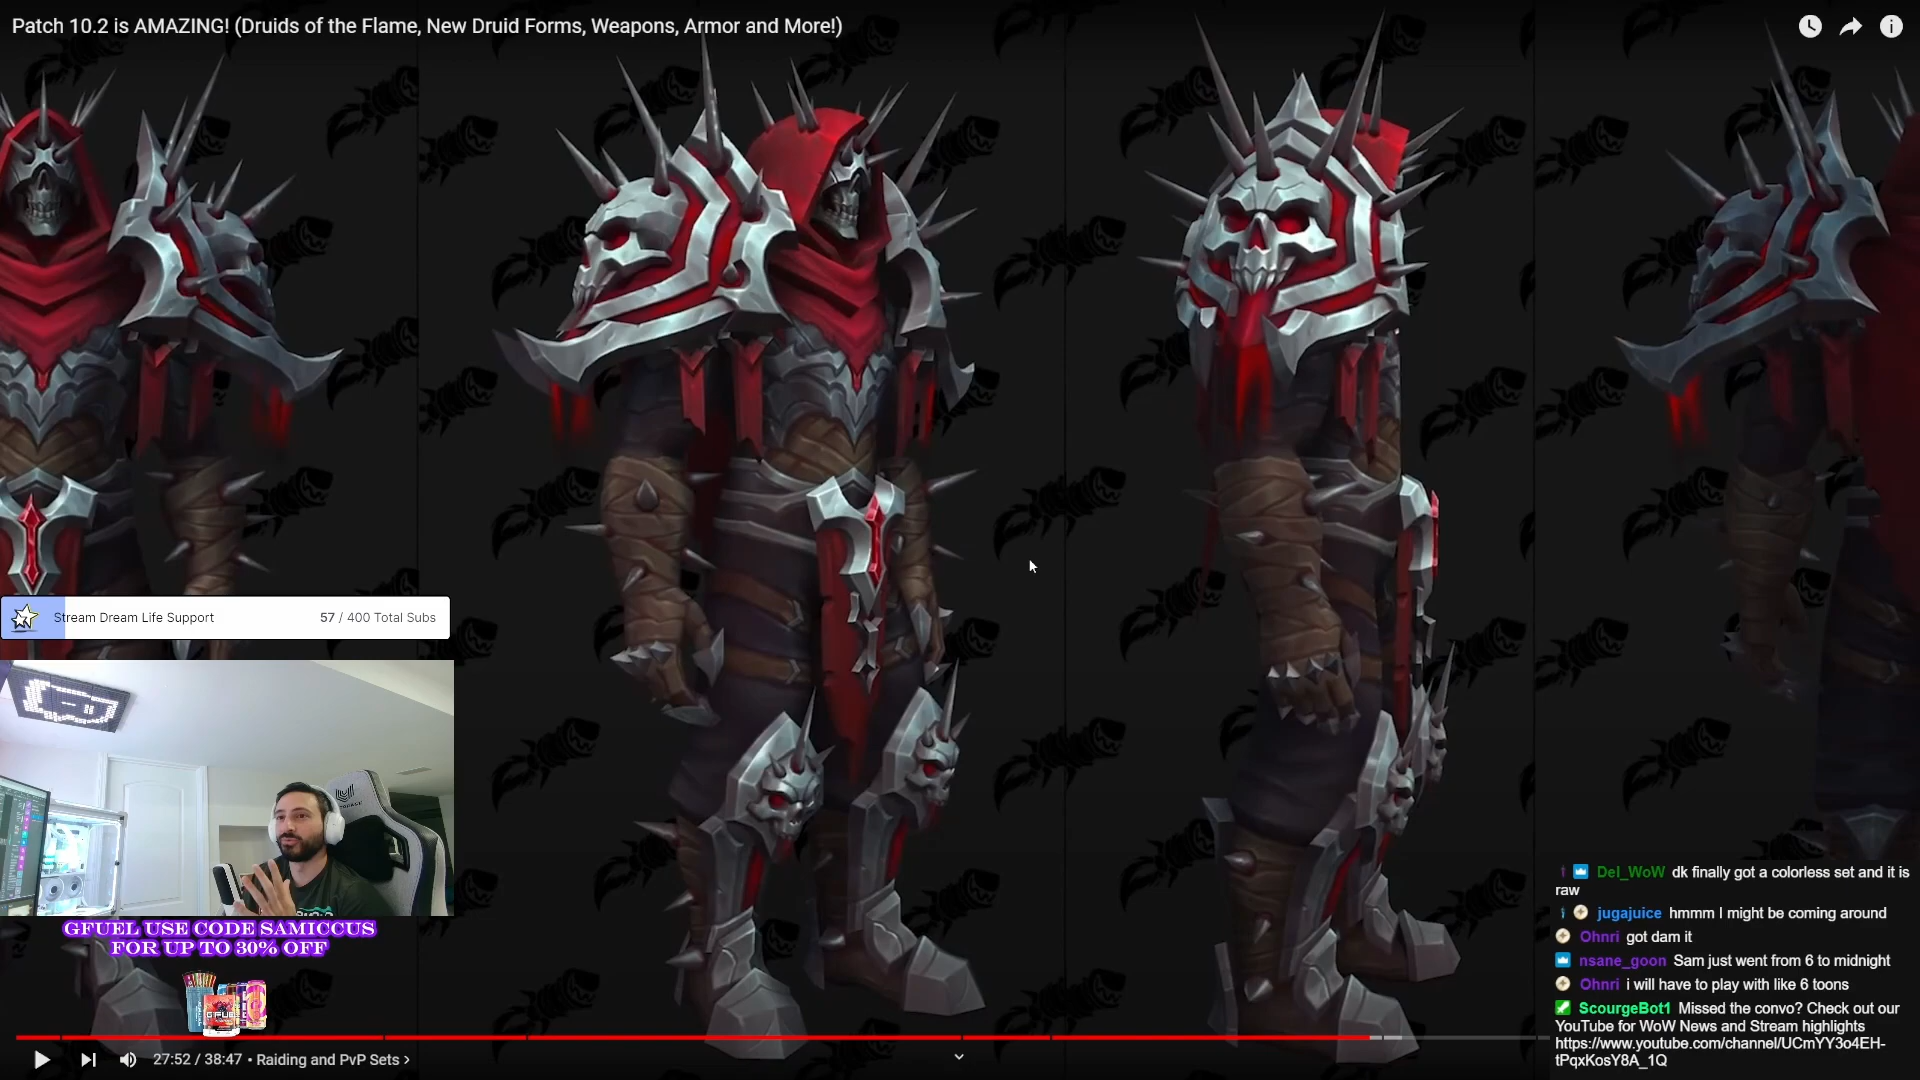 Patch 10.2 is AMAZING! (Druids of the Flame, New Druid Forms, Weapons, Armor and More!)
Stream Dream Life Support 57 / 400 Total Subs
GFUEL USE CODE SAMICCUS
FOR UP TO 30% OFF
GFUEL
Del_WoW dk finally got a colorless set and it is
raw
jugajuice hmmm I might be coming around
Ohnri got dam it
nsane_goon Sam just went from 6 to midnight
Ohnri i will have to play with like 6 toons
ScourgeBot1 Missed the convo? Check out our
YouTube for WoW News and Stream highlights
https://www.youtube.com/channel/UCmYY3o4EH-
tPqxKosY8A_1Q
27:52 / 38:47 • Raiding and PvP Sets >